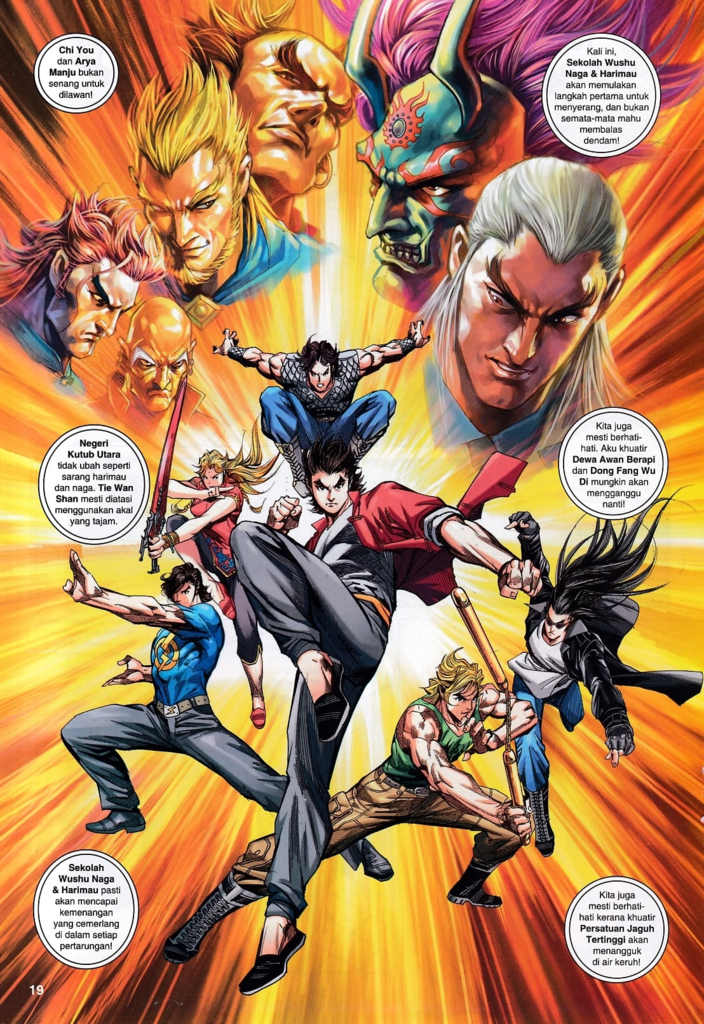 Chi You
dan Arya
Manju bukan
senang untuk
dilawan!
Kali ini,
Sekolah Wushu
Naga & Harimau
akan memulakan
langkah pertama untuk
menyerang, dan bukan
semata-mata mahu
membalas
dendam!
Negeri
Kutub Utara
tidak ubah seperti
sarang harimau
dan naga. Tie Wan
Shan mesti diatasi
menggunakan akal
yang tajam.
Kita juga
mesti berhati-
hati. Aku khuatir
Dewa Awan Berapi
dan Dong Fang Wu
Di mungkin akan
mengganggu
nanti!
Sekolah
Wushu Naga
& Harimau pasti
akan mencapai
kemenangan
yang cemerlang
di dalam setiap
pertarungan!
Kita juga
mesti berhati-
hati kerana khuatir
Persatuan Jaguh
Tertinggi akan
menangguk
di air keruh!
19